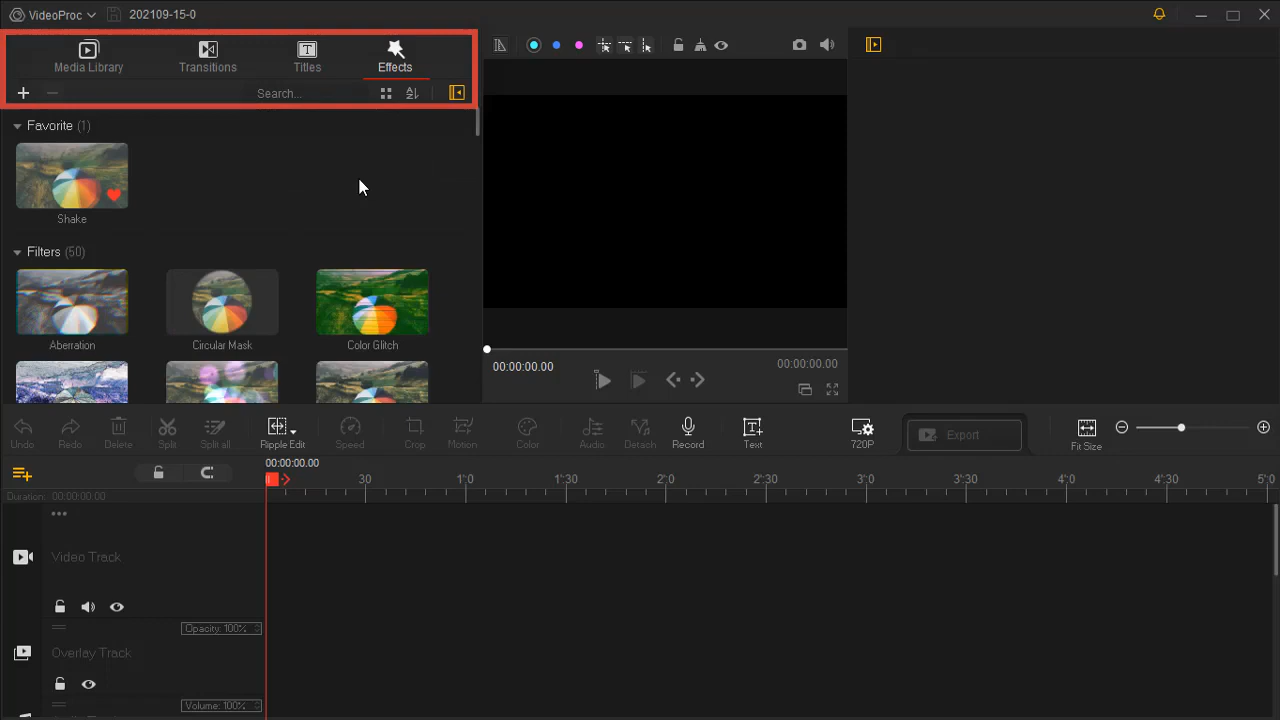 VideoProc
202109-15-0
Media Library
Transitions
Titles
Effects
Search...
Favorite (1)
Shake
Filters (50)
Aberration
Circular Mask
Color Glitch
00:00:00.00
00:00:00.00
Undo
Redo
Delete
Split
Split all
Ripple Edit
Speed
Crop
Motion
Color
Audio
Detach
Record
Text
720P
Export
Fit Size
00:00:00.00
30
1'0
1'30
2'0
2'30
3'0
3'30
4'0
4'30
5'0
Duration: 00:00:00.00
Video Track
Opacity: 100%
Overlay Track
Volume: 100%